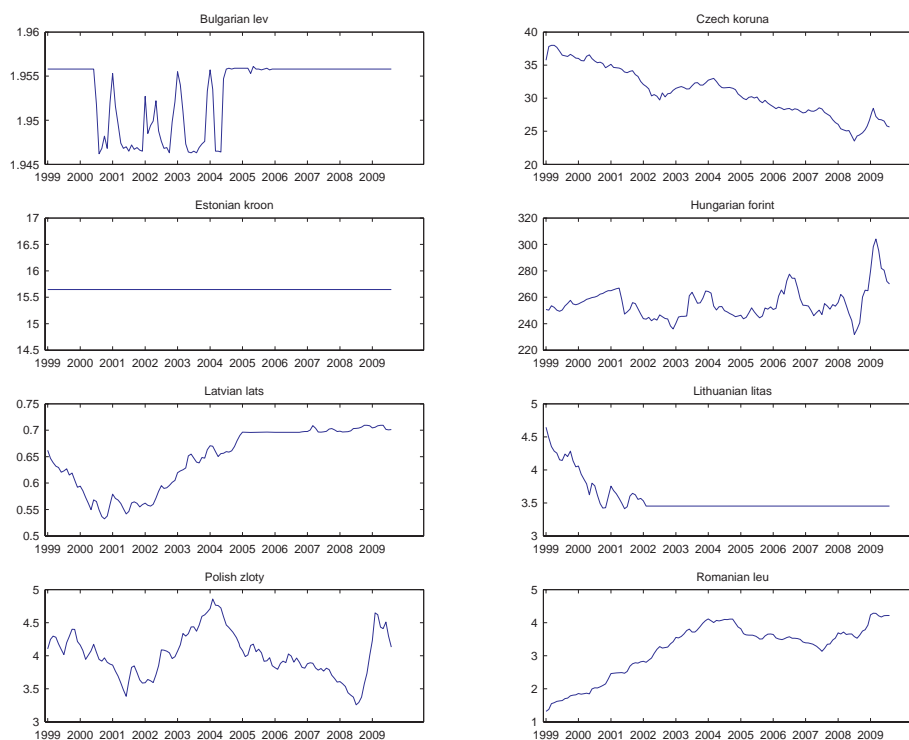 Bulgarian lev
1.96
1.955
1.95
1.945
1999 2000 2001 2002 2003 2004 2005 2006 2007 2008 2009
Czech koruna
40
35
30
25
20
1999 2000 2001 2002 2003 2004 2005 2006 2007 2008 2009
Estonian kroon
17
16.5
16
15.5
15
14.5
1999 2000 2001 2002 2003 2004 2005 2006 2007 2008 2009
Hungarian forint
320
300
280
260
240
220
1999 2000 2001 2002 2003 2004 2005 2006 2007 2008 2009
Latvian lats
0.75
0.7
0.65
0.6
0.55
0.5
1999 2000 2001 2002 2003 2004 2005 2006 2007 2008 2009
Lithuanian litas
5
4.5
4
3.5
3
1999 2000 2001 2002 2003 2004 2005 2006 2007 2008 2009
Polish zloty
5
4.5
4
3.5
3
1999 2000 2001 2002 2003 2004 2005 2006 2007 2008 2009
Romanian leu
5
4
3
2
1
1999 2000 2001 2002 2003 2004 2005 2006 2007 2008 2009